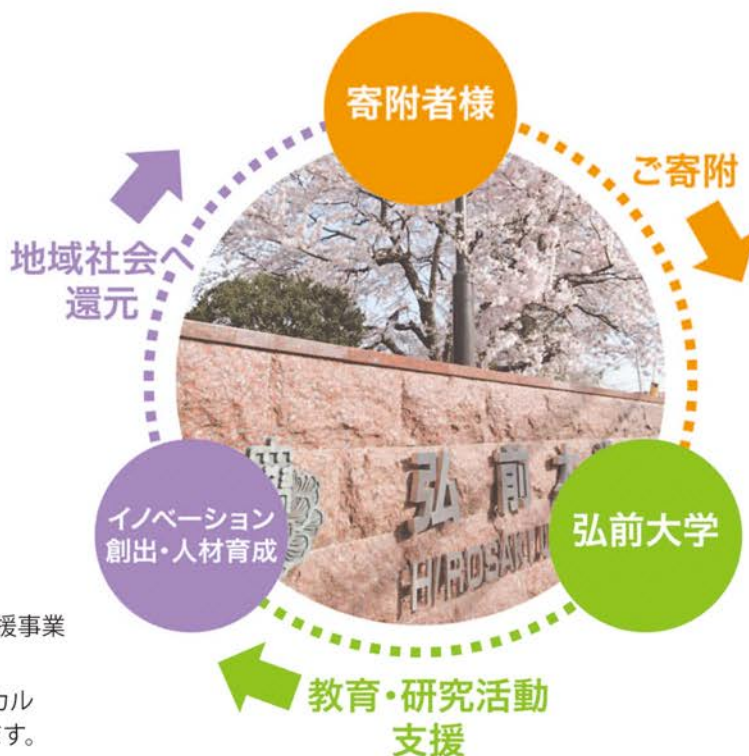 寄附者様
ご寄附
地域社会へ
還元
弘前
HIROSAKI
イノベーション
創出・人材育成
弘前大学
援事業
教育・研究活動
支援
カル
す。